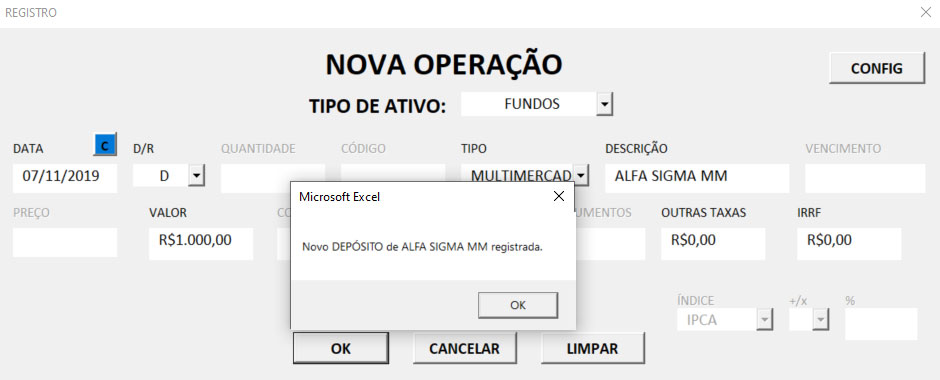 REGISTRO
NOVA OPERAÇÃO
CONFIG
TIPO DE ATIVO: FUNDOS
DATA C D/R QUANTIDADE CÓDIGO TIPO DESCRIÇÃO VENCIMENTO
07/11/2019 D MULTIMERCAD ALFA SIGMA MM
Microsoft Excel
PREÇO VALOR CO UMENTOS OUTRAS TAXAS IRRF
R$1.000,00 R$0,00 R$0,00
Novo DEPÓSITO de ALFA SIGMA MM registrada.
OK
ÍNDICE +/x %
IPCA
OK CANCELAR LIMPAR